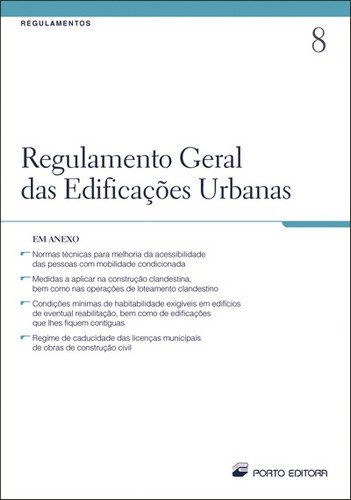 REGULAMENTOS
8
Regulamento Geral
das Edificações Urbanas
EM ANEXO
Normas técnicas para melhoria da acessibilidade
das pessoas com mobilidade condicionada
Medidas a aplicar na construção clandestina,
bem como nas operações de loteamento clandestino
Condições mínimas de habitabilidade exigíveis em edifícios
de eventual reabilitação, bem como de edificações
que lhes fiquem contíguas
Regime de caducidade das licenças municipais
de obras de construção civil
PORTO EDITORA